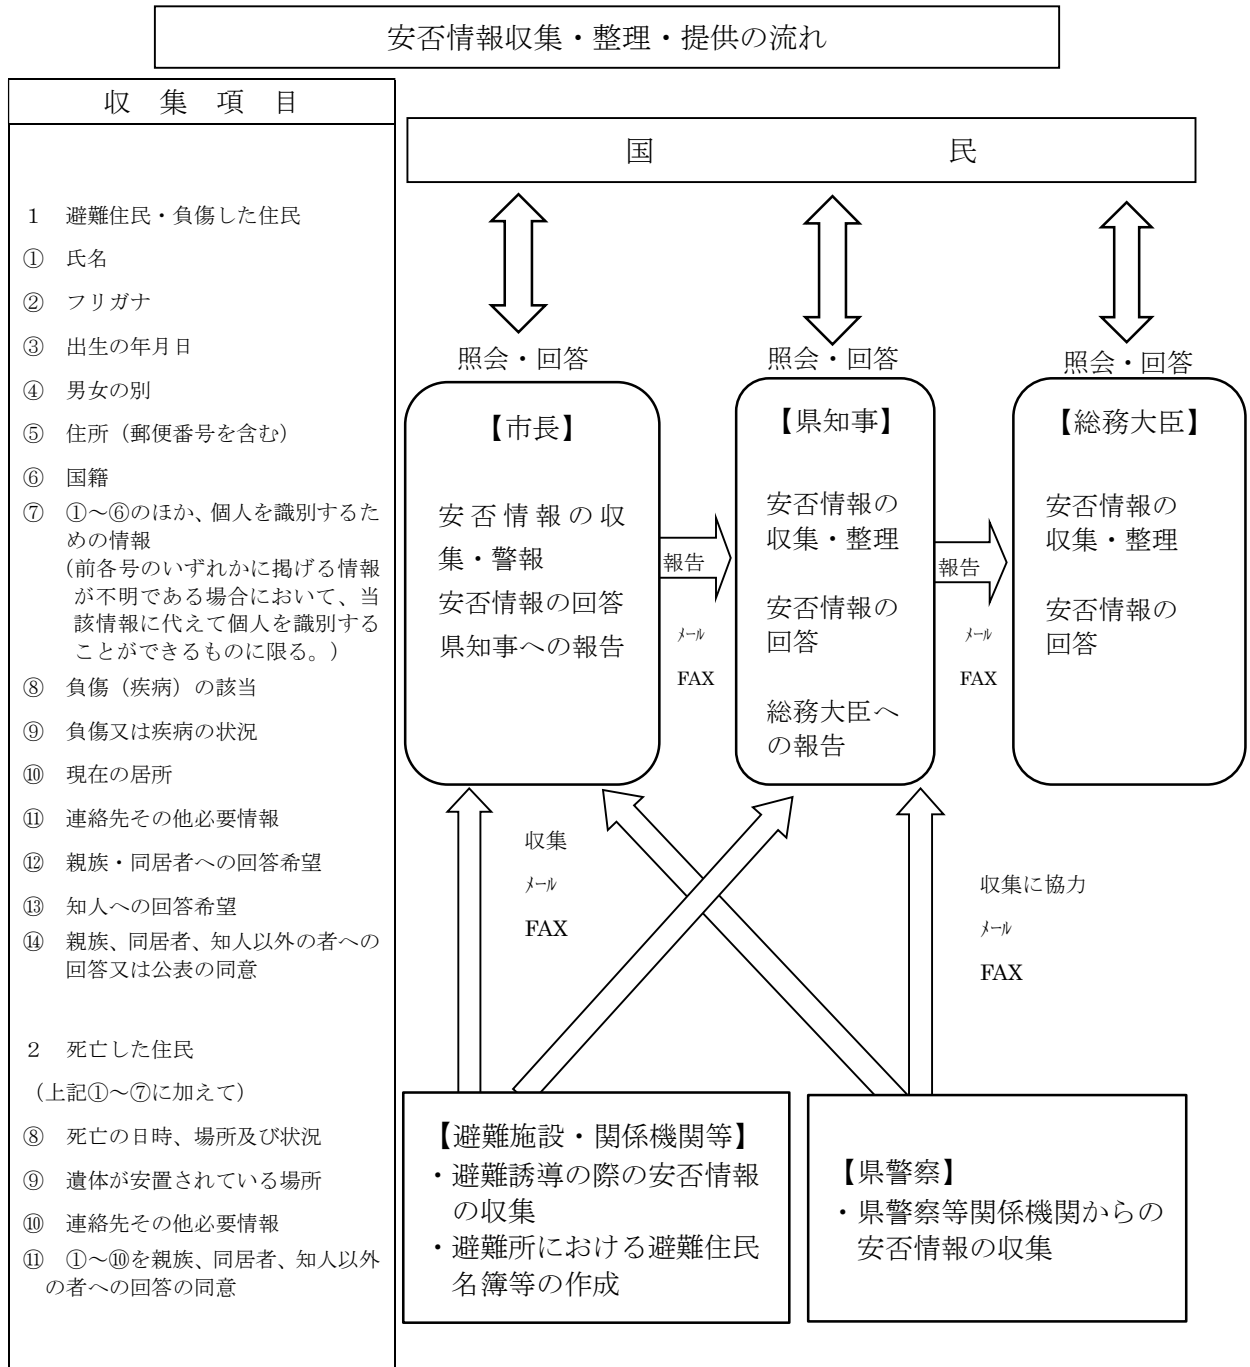 安否情報収集・整理・提供の流れ
収　集　項　目
1　避難住民・負傷した住民
①　氏名
②　フリガナ
③　出生の年月日
④　男女の別
⑤　住所（郵便番号を含む）
⑥　国籍
⑦　①～⑥のほか、個人を識別するた
めの情報
（前各号のいずれかに掲げる情報
が不明である場合において、当
該情報に代えて個人を識別する
ことができるものに限る。）
⑧　負傷（疾病）の該当
⑨　負傷又は疾病の状況
⑩　現在の居所
⑪　連絡先その他必要情報
⑫　親族・同居者への回答希望
⑬　知人への回答希望
⑭　親族、同居者、知人以外の者への
回答又は公表の同意
2　死亡した住民
（上記①～⑦に加えて）
⑧　死亡の日時、場所及び状況
⑨　遺体が安置されている場所
⑩　連絡先その他必要情報
⑪　①～⑩を親族、同居者、知人以外
の者への回答の同意
国　民
照会・回答
照会・回答
照会・回答
【市長】
安否情報の収
集・警報
安否情報の回答
県知事への報告
報告
ﾒｰﾙ
FAX
【県知事】
安否情報の
収集・整理
安否情報の
回答
総務大臣へ
の報告
報告
ﾒｰﾙ
FAX
【総務大臣】
安否情報の
収集・整理
安否情報の
回答
収集
ﾒｰﾙ
FAX
収集に協力
ﾒｰﾙ
FAX
【避難施設・関係機関等】
・避難誘導の際の安否情報
の収集
・避難所における避難住民
名簿等の作成
【県警察】
・県警察等関係機関からの
安否情報の収集